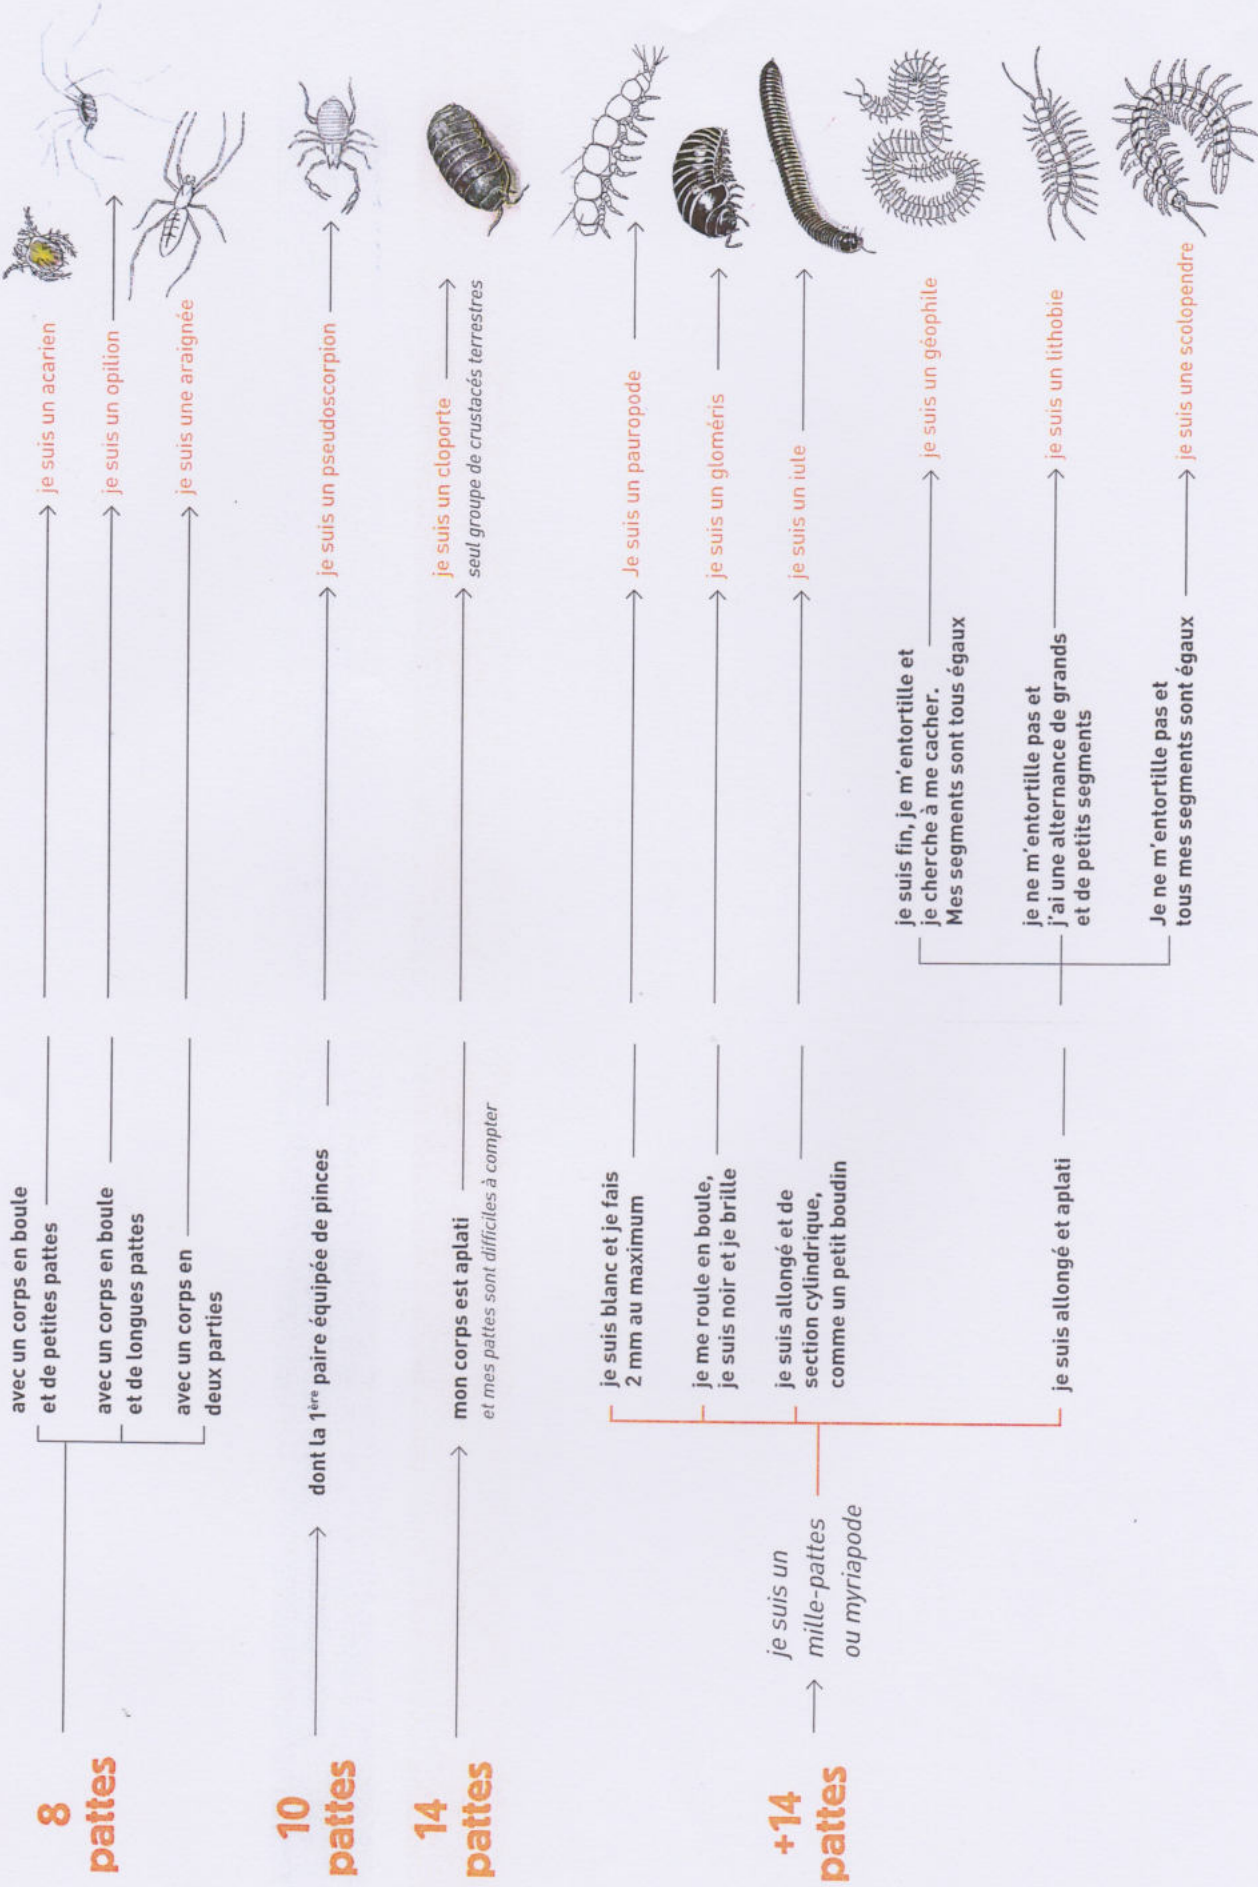 8
pattes
avec un corps en boule
et de petites pattes
je suis un acarien
avec un corps en boule
et de longues pattes
je suis un opilion
avec un corps en
deux parties
je suis une araignée
10
pattes
dont la 1ère paire équipée de pinces
je suis un pseudoscorpion
14
pattes
mon corps est aplati
et mes pattes sont difficiles à compter
je suis un cloporte
seul groupe de crustacés terrestres
+14
pattes
je suis un
mille-pattes
ou myriapode
je suis blanc et je fais
2 mm au maximum
Je suis un pauropode
je me roule en boule,
je suis noir et je brille
je suis un gloméris
je suis allongé et de
section cylindrique,
comme un petit boudin
je suis un iule
je suis allongé et aplati
je suis fin, je m'entortille et
je cherche à me cacher.
Mes segments sont tous égaux
je suis un géophile
je ne m'entortille pas et
j'ai une alternance de grands
et de petits segments
je suis un lithobie
Je ne m'entortille pas et
tous mes segments sont égaux
je suis une scolopendre